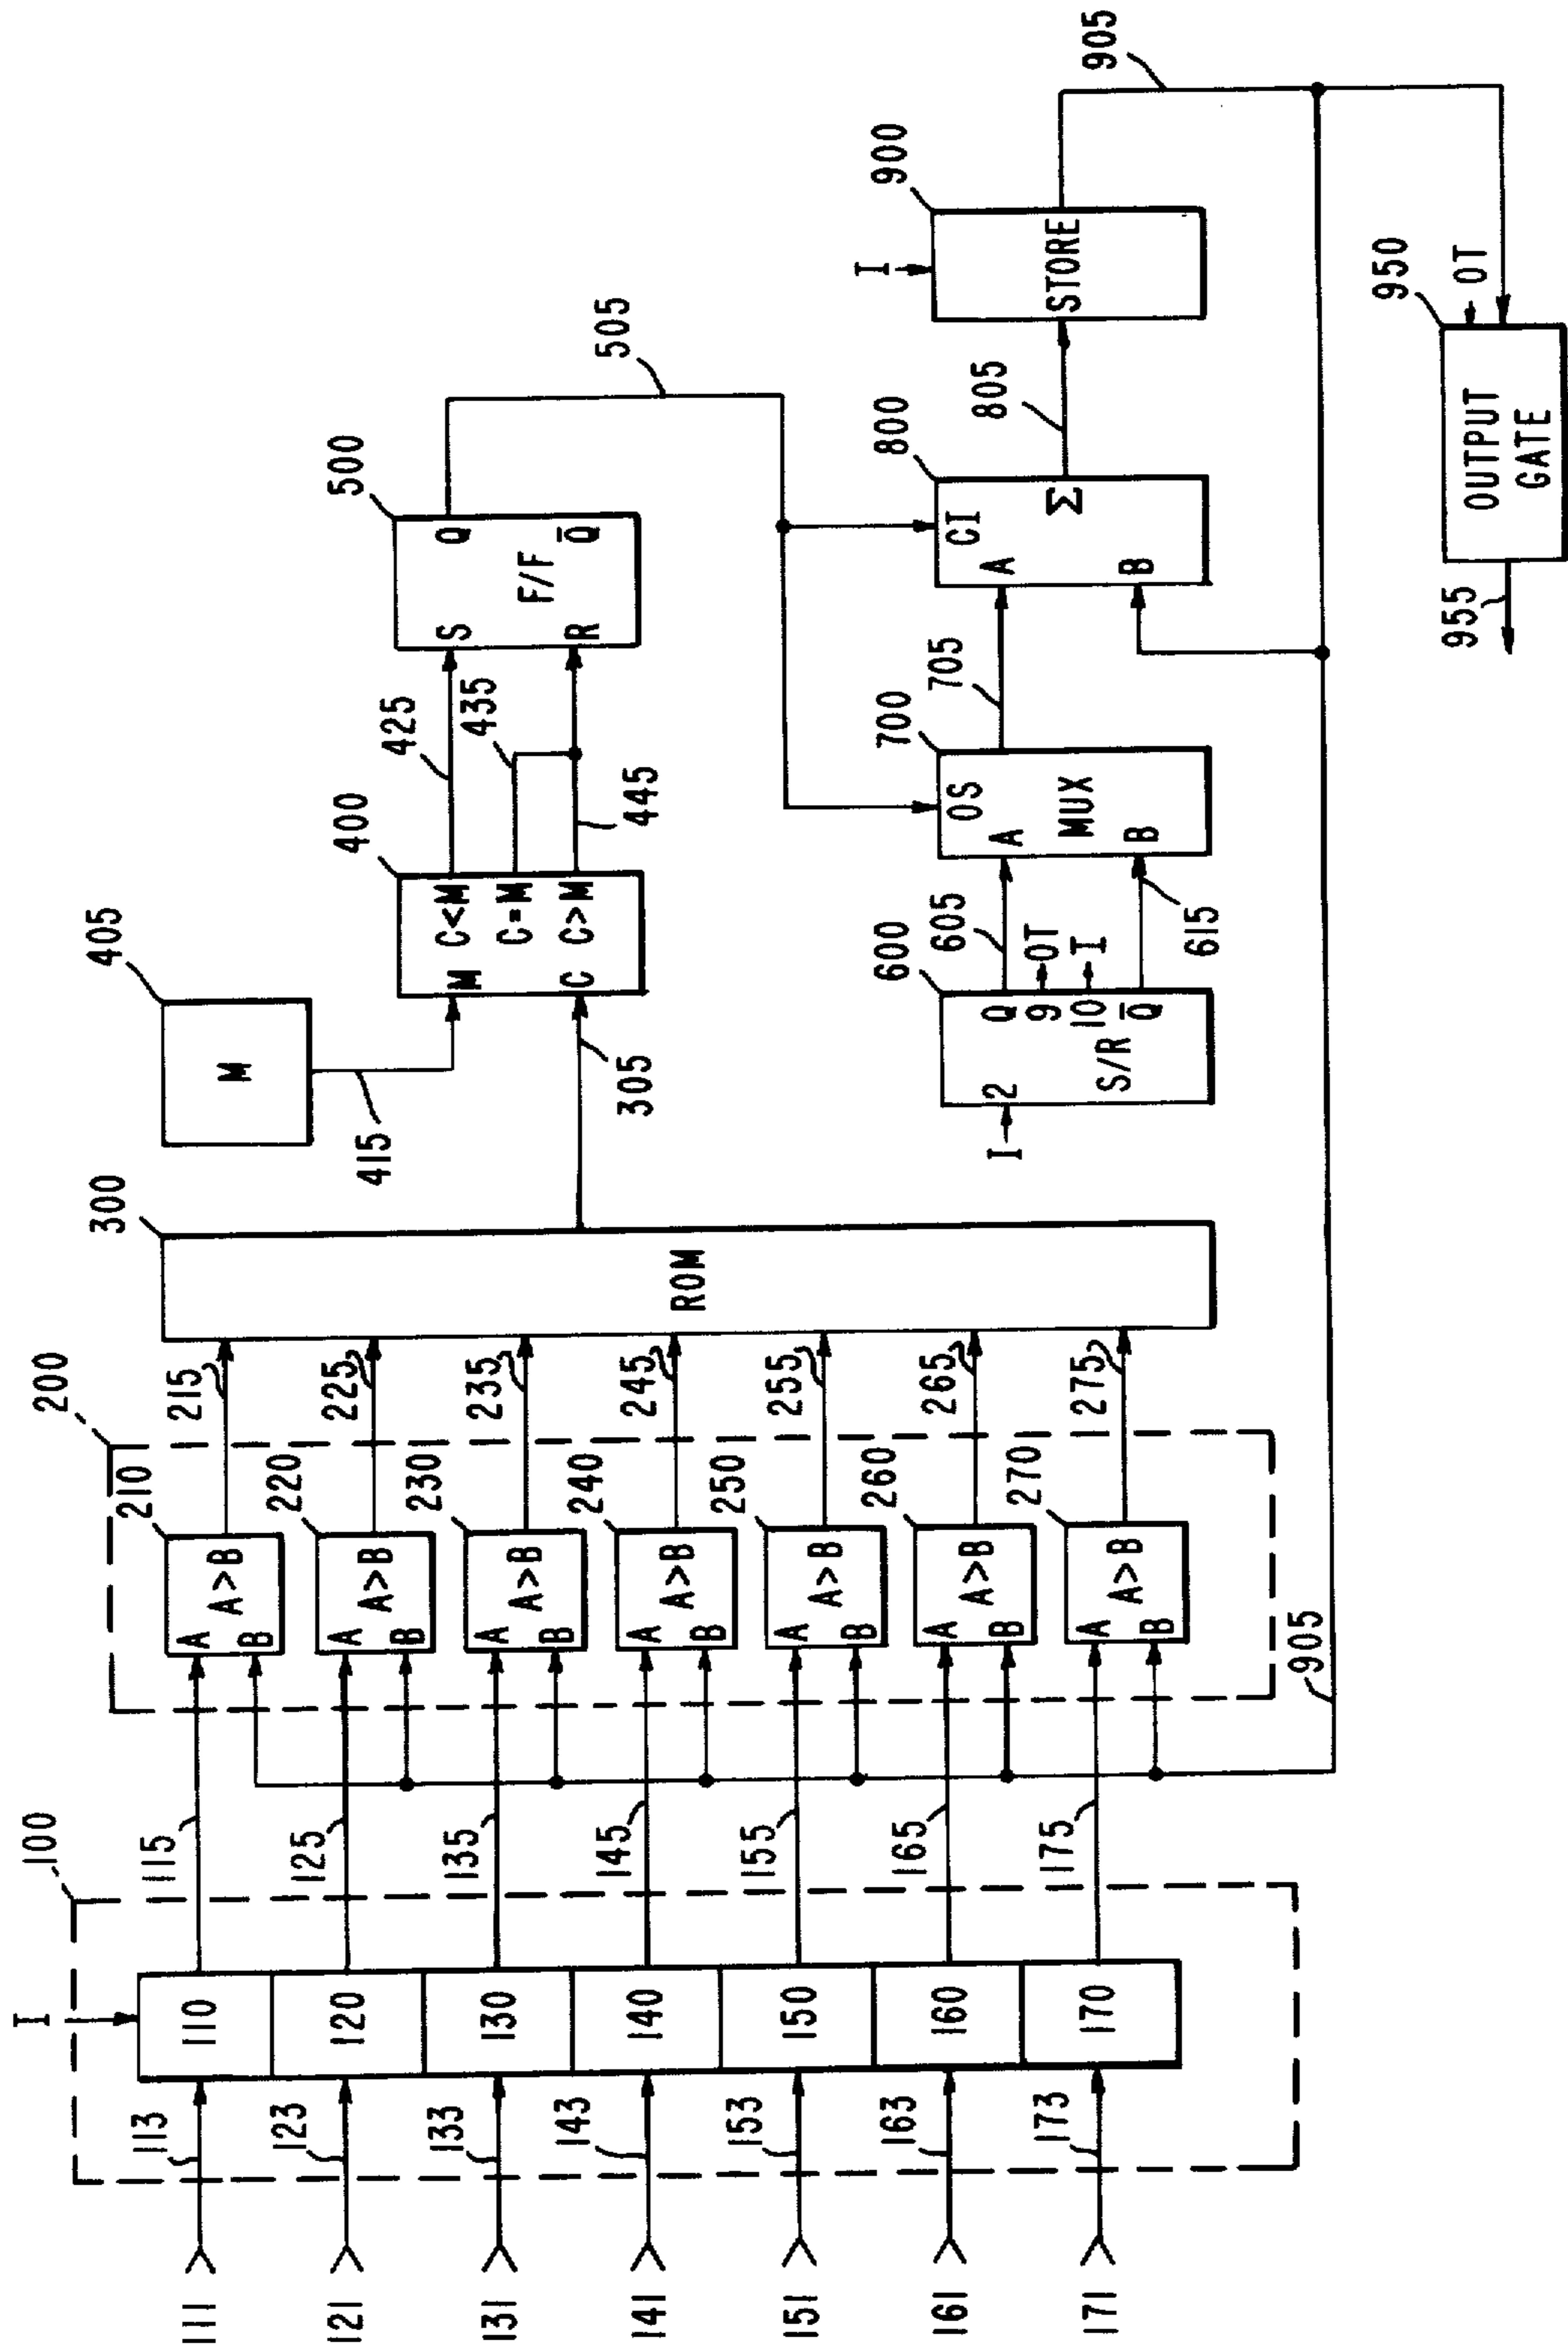 111 113 110 115
121 123 120 125
131 133 130 135
141 143 140 145
151 153 150 155
161 163 160 165
171 173 170 175
I
100
200
210 A B A>B 215
220 A B A>B 225
230 A B A>B 235
240 A B A>B 245
250 A B A>B 255
260 A B A>B 265
270 A B A>B 275
905
300
ROM
305
405
M
415
400
M C<M
C=M
C C>M
425
435
445
500
S Q
F/F
R Q̅
505
600
I 2 Q
9 OT
10 I
S/R Q̅
605
615
700
OS
A
MUX
B
705
800
CI
A
Σ
B
805
900
I
STORE
905
950
OT
OUTPUT
GATE
955